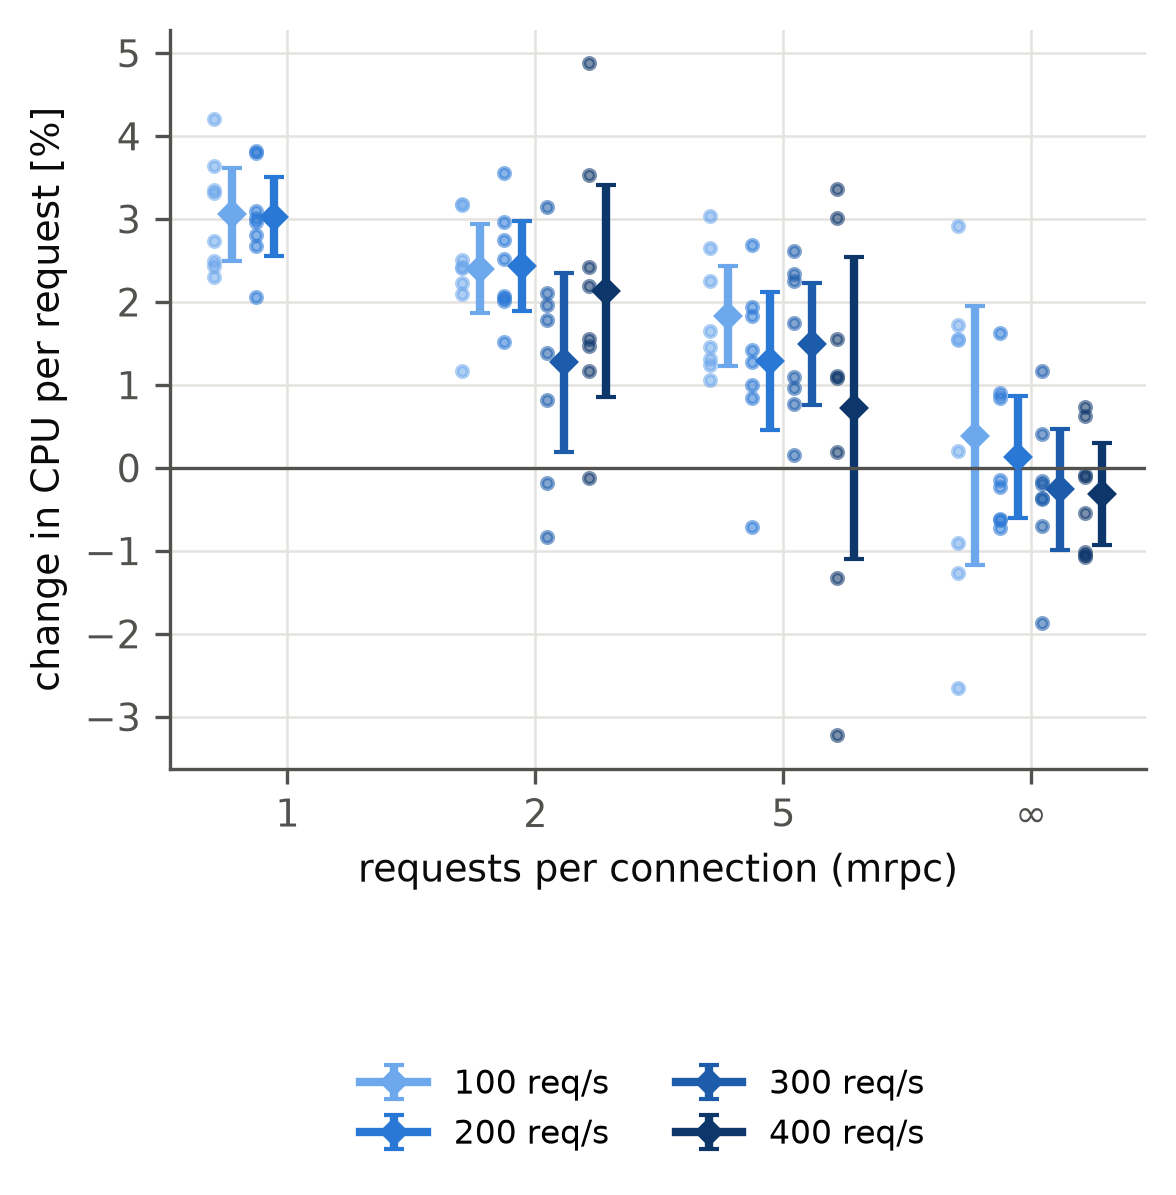 change in CPU per request [%]
5
4
3
2
1
0
−1
−2
−3
1 2 5 ∞
requests per connection (mrpc)
100 req/s 300 req/s
200 req/s 400 req/s